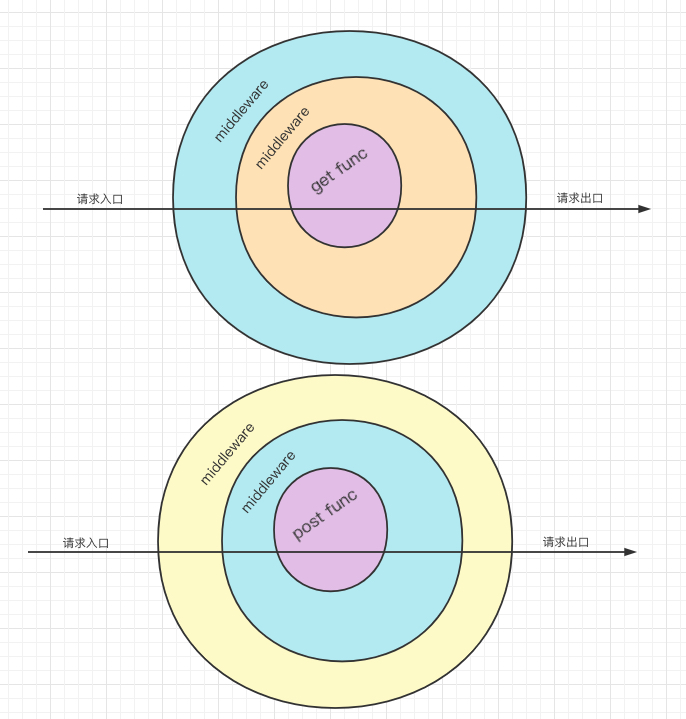 middleware
middleware
get func
请求入口
请求出口
middleware
middleware
post func
请求入口
请求出口